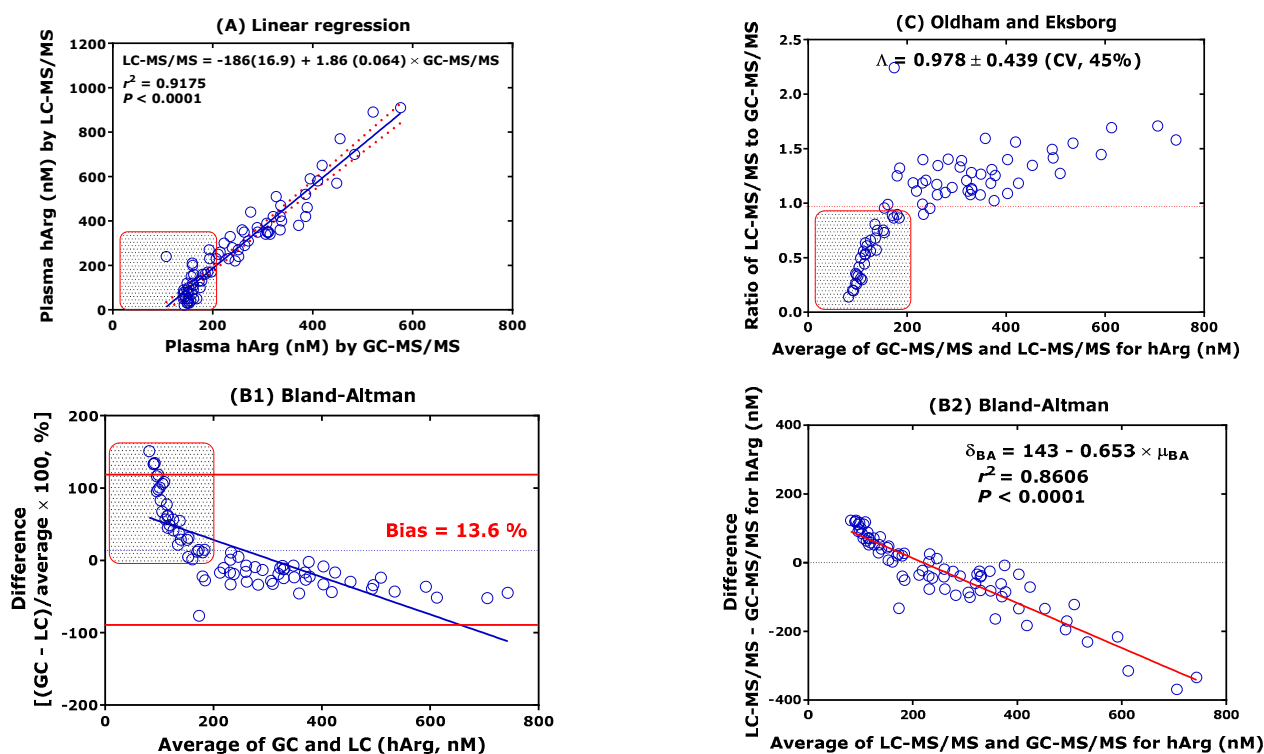 (A) Linear regression
LC-MS/MS = -186(16.9) + 1.86 (0.064) × GC-MS/MS
r² = 0.9175
P < 0.0001
Plasma hArg (nM) by LC-MS/MS
1200
1000
800
600
400
200
0
0 200 400 600 800
Plasma hArg (nM) by GC-MS/MS
(C) Oldham and Eksborg
Λ = 0.978 ± 0.439 (CV, 45%)
Ratio of LC-MS/MS to GC-MS/MS
2.5
2.0
1.5
1.0
0.5
0.0
0 200 400 600 800
Average of GC-MS/MS and LC-MS/MS for hArg (nM)
(B1) Bland-Altman
Difference
[(GC - LC)/average × 100, %]
200
100
0
-100
-200
Bias = 13.6 %
0 200 400 600 800
Average of GC and LC (hArg, nM)
(B2) Bland-Altman
δBA = 143 - 0.653 × μBA
r² = 0.8606
P < 0.0001
Difference
LC-MS/MS - GC-MS/MS for hArg (nM)
400
200
0
-200
-400
0 200 400 600 800
Average of LC-MS/MS and GC-MS/MS for hArg (nM)